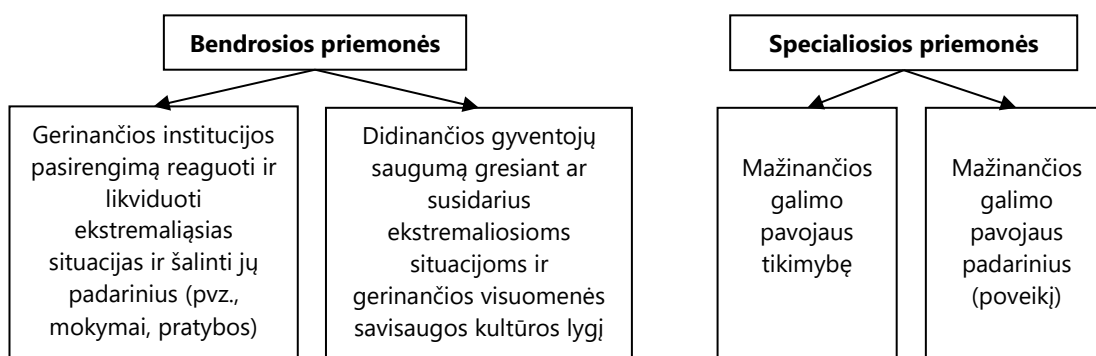 Bendrosios priemonės
Gerinančios institucijos
pasirengimą reaguoti ir
likviduoti
ekstremaliąsias
situacijas ir šalinti jų
padarinius (pvz.,
mokymai, pratybos)
Didinančios gyventojų
saugumą gresiant ar
susidarius
ekstremaliosioms
situacijoms ir
gerinančios visuomenės
savisaugos kultūros lygį
Specialiosios priemonės
Mažinančios
galimo
pavojaus
tikimybę
Mažinančios
galimo
pavojaus
padarinius
(poveikį)